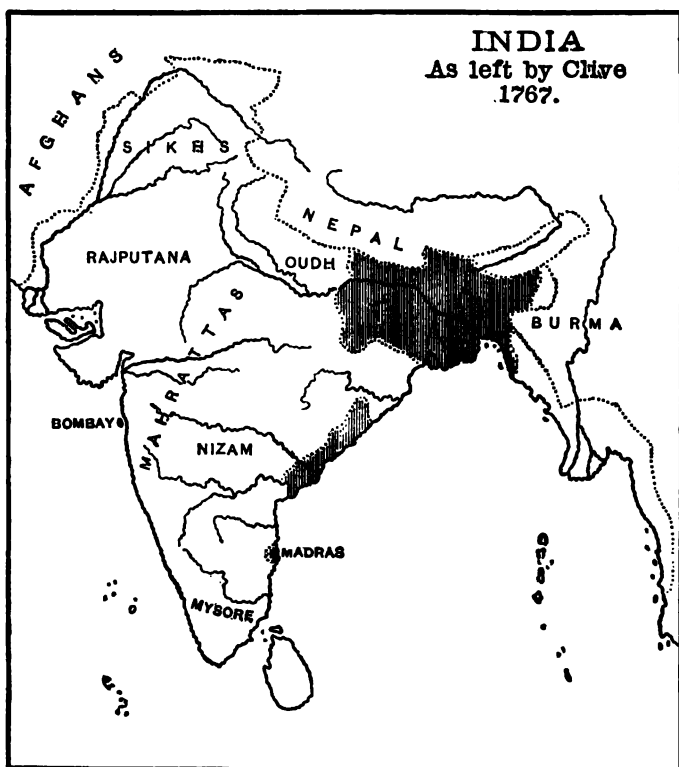 INDIA
As left by Clive
1767.
AFGHANS
SIKHS
NEPAL
RAJPUTANA
OUDH
BURMA
MAHRATTAS
BOMBAY
NIZAM
MADRAS
MYSORE